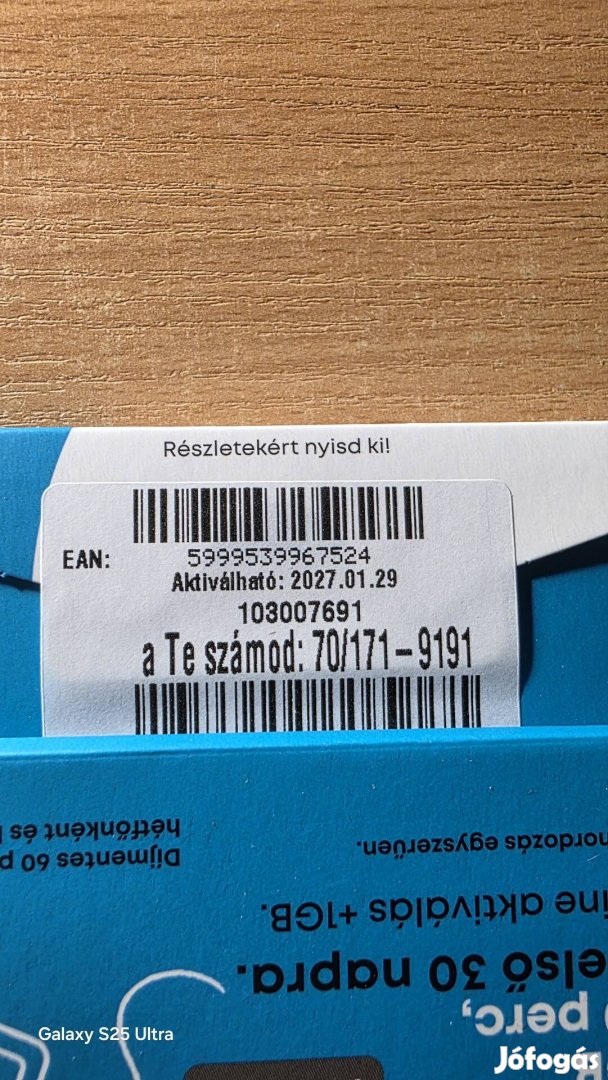 Részletekért nyisd ki!
EAN: 5999539967524
Aktiválható: 2027.01.29
103007691
a Te számod: 70/171-9191
első 30 napra.
ine aktiválás +1GB.
hordozás egyszerűen.
Díjmentes 60 p
hétfőnként és
perc,
Galaxy S25 Ultra
Jófogás